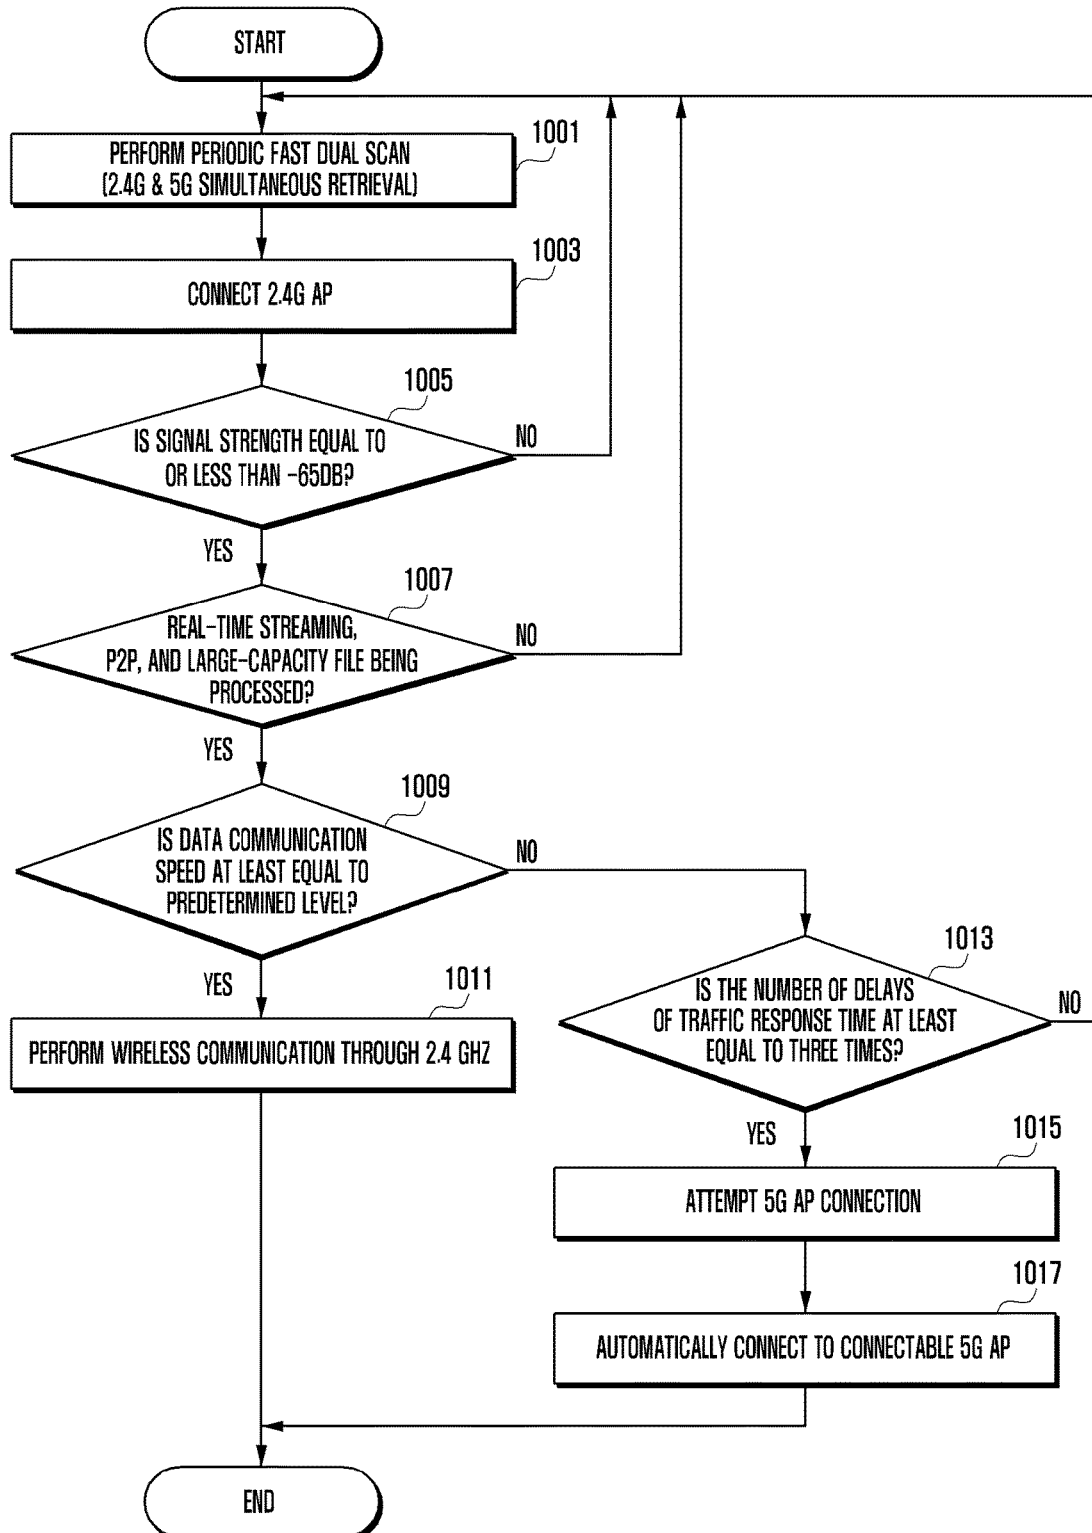 START
1001
PERFORM PERIODIC FAST DUAL SCAN
(2.4G & 5G SIMULTANEOUS RETRIEVAL)
1003
CONNECT 2.4G AP
1005
IS SIGNAL STRENGTH EQUAL TO
OR LESS THAN -65DB?
NO
YES
1007
REAL-TIME STREAMING,
P2P, AND LARGE-CAPACITY FILE BEING
PROCESSED?
NO
YES
1009
IS DATA COMMUNICATION
SPEED AT LEAST EQUAL TO
PREDETERMINED LEVEL?
NO
YES
1011
PERFORM WIRELESS COMMUNICATION THROUGH 2.4 GHZ
1013
IS THE NUMBER OF DELAYS
OF TRAFFIC RESPONSE TIME AT LEAST
EQUAL TO THREE TIMES?
NO
YES
1015
ATTEMPT 5G AP CONNECTION
1017
AUTOMATICALLY CONNECT TO CONNECTABLE 5G AP
END